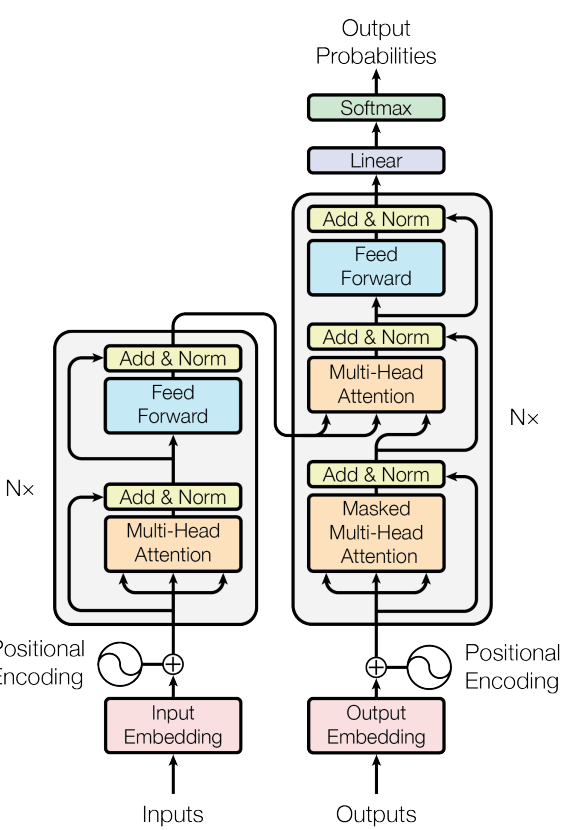 Output
Probabilities
Softmax
Linear
Add & Norm
Feed
Forward
Add & Norm
Multi-Head
Attention
Nx
Add & Norm
Masked
Multi-Head
Attention
Add & Norm
Feed
Forward
Nx
Add & Norm
Multi-Head
Attention
Positional
Encoding
Positional
Encoding
Input
Embedding
Output
Embedding
Inputs
Outputs